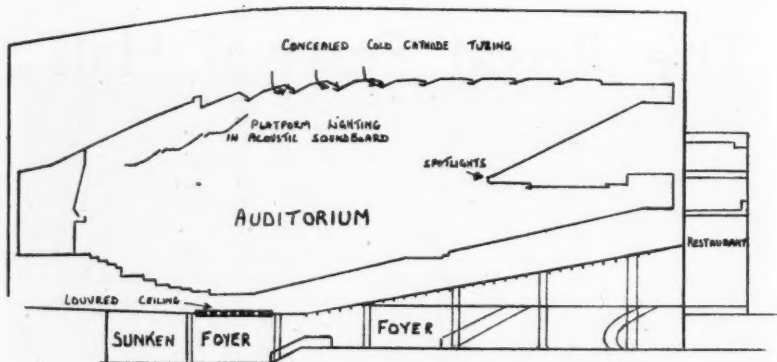 CONCEALED COLD CATHODE TUBING
PLATFORM LIGHTING
IN ACOUSTIC SOUNDBOARD
SPOTLIGHTS
AUDITORIUM
RESTAURANT
LOUVRED CEILING
SUNKEN FOYER
FOYER